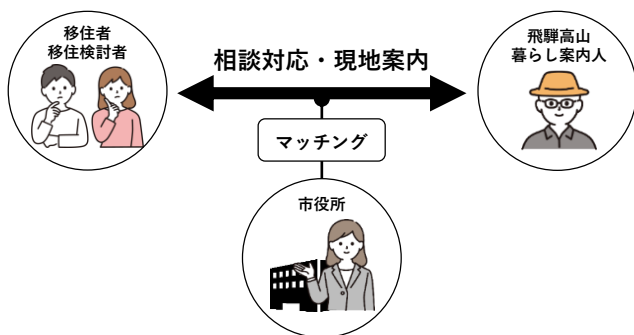 移住者
移住検討者
相談対応・現地案内
飛騨高山
暮らし案内人
マッチング
市役所